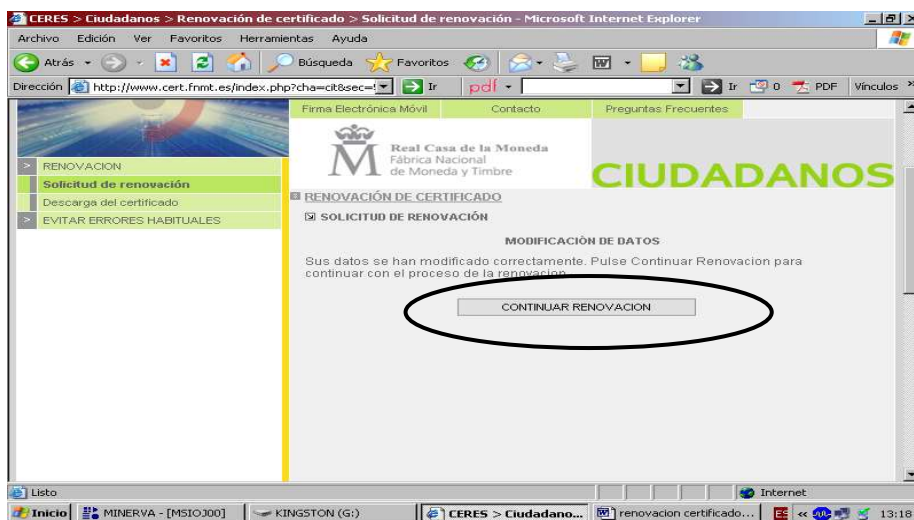 CERES > Ciudadanos > Renovación de certificado > Solicitud de renovación - Microsoft Internet Explorer
Archivo Edición Ver Favoritos Herramientas Ayuda
Atrás Búsqueda Favoritos
Dirección http://www.cert.fnmt.es/index.php?cha=cit&sec= Ir pdf Ir 0 PDF Vínculos »
Firma Electrónica Móvil Contacto Preguntas Frecuentes
Real Casa de la Moneda
Fábrica Nacional
de Moneda y Timbre
CIUDADANOS
> RENOVACION
Solicitud de renovación
Descarga del certificado
> EVITAR ERRORES HABITUALES
RENOVACIÓN DE CERTIFICADO
SOLICITUD DE RENOVACIÓN
MODIFICACIÓN DE DATOS
Sus datos se han modificado correctamente. Pulse Continuar Renovacion para
continuar con el proceso de la renovacion
CONTINUAR RENOVACION
Listo Internet
Inicio MINERVA - [MSIOJ00] KINGSTON (G:) CERES > Ciudadano... renovacion certificado... ES « 13:18